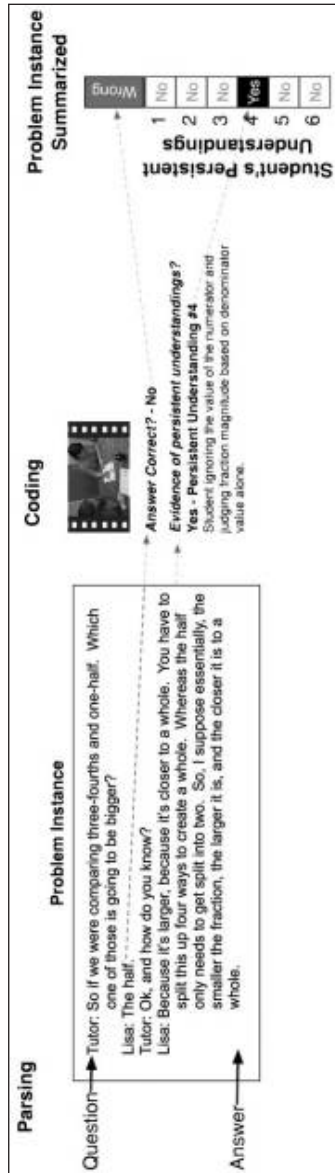 Parsing
Problem Instance
Question
Tutor: So if we were comparing three-fourths and one-half. Which
one of those is going to be bigger?
Lisa: The half.
Tutor: Ok, and how do you know?
Lisa: Because it's larger, because it's closer to a whole. You have to
split this up four ways to create a whole. Whereas the half
only needs to get split into two. So, I suppose essentially, the
smaller the fraction, the larger it is, and the closer it is to a
whole.
Answer
Coding
Answer Correct? - No
Evidence of persistent understandings?
Yes - Persistent Understanding #4
Student ignoring the value of the numerator and
judging fraction magnitude based on denominator
value alone.
Problem Instance
Summarized
Student's Persistent
Understandings
Wrong
1 No
2 No
3 No
4 Yes
5 No
6 No